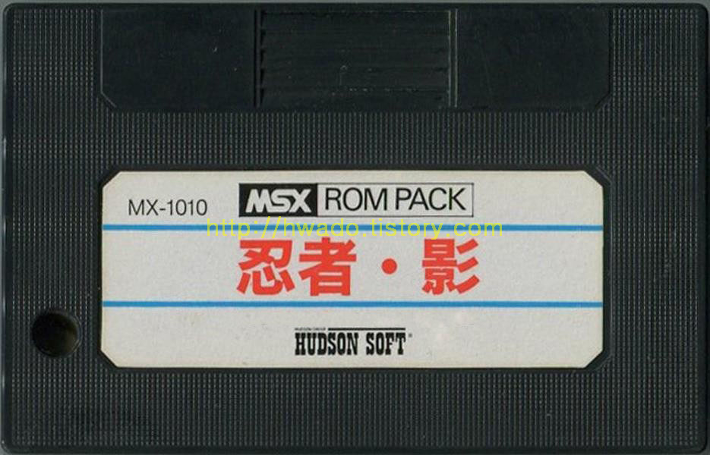 MX-1010 MSX ROM PACK
http://hwado.tistory.com
忍者・影
HUDSON SOFT